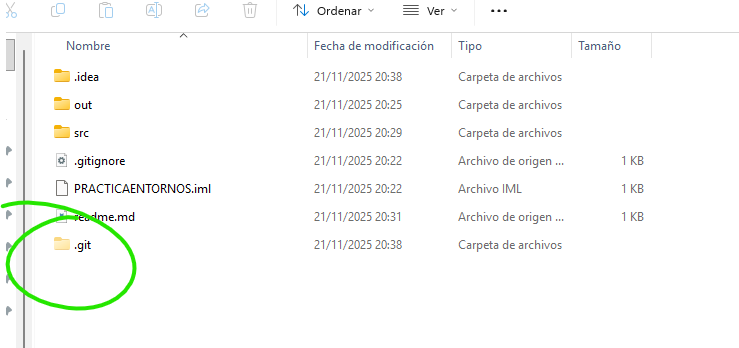 Ordenar Ver
Nombre Fecha de modificación Tipo Tamaño
.idea 21/11/2025 20:38 Carpeta de archivos
out 21/11/2025 20:25 Carpeta de archivos
src 21/11/2025 20:29 Carpeta de archivos
.gitignore 21/11/2025 20:22 Archivo de origen ... 1 KB
PRACTICAENTORNOS.iml 21/11/2025 20:22 Archivo IML 1 KB
readme.md 21/11/2025 20:31 Archivo de origen ... 1 KB
.git 21/11/2025 20:38 Carpeta de archivos